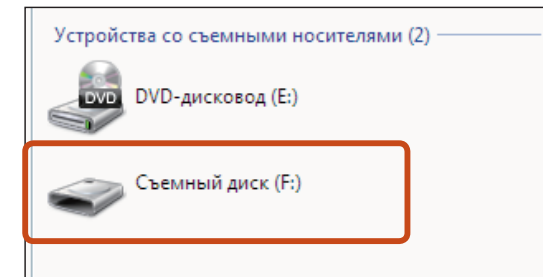 Устройства со съемными носителями (2)
DVD
DVD-дисковод (E:)
Съемный диск (F:)